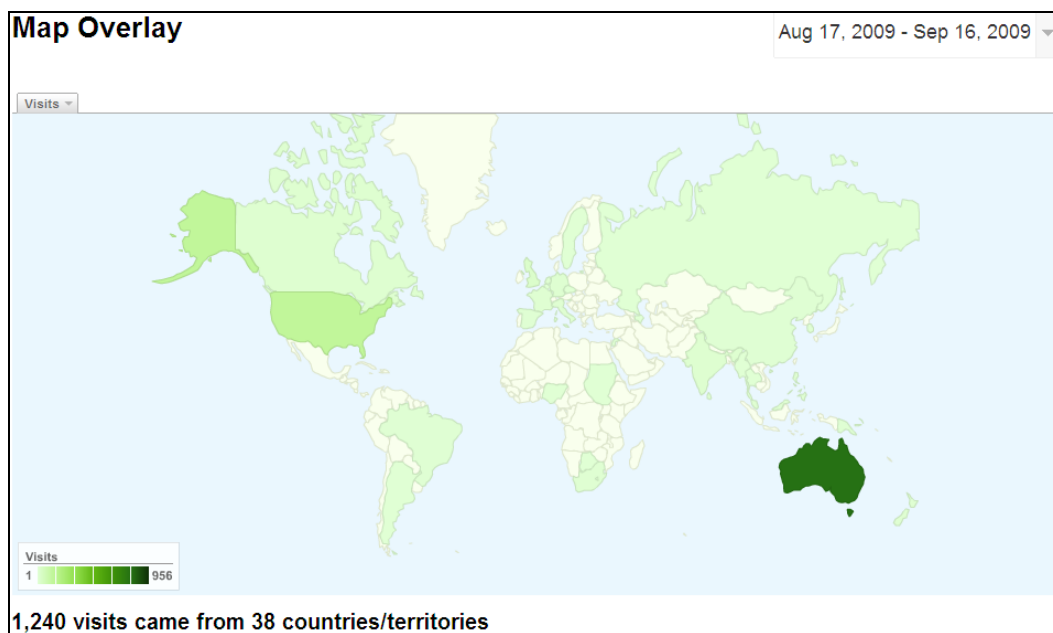 Map Overlay
Aug 17, 2009 - Sep 16, 2009
Visits
Visits
1 956
1,240 visits came from 38 countries/territories